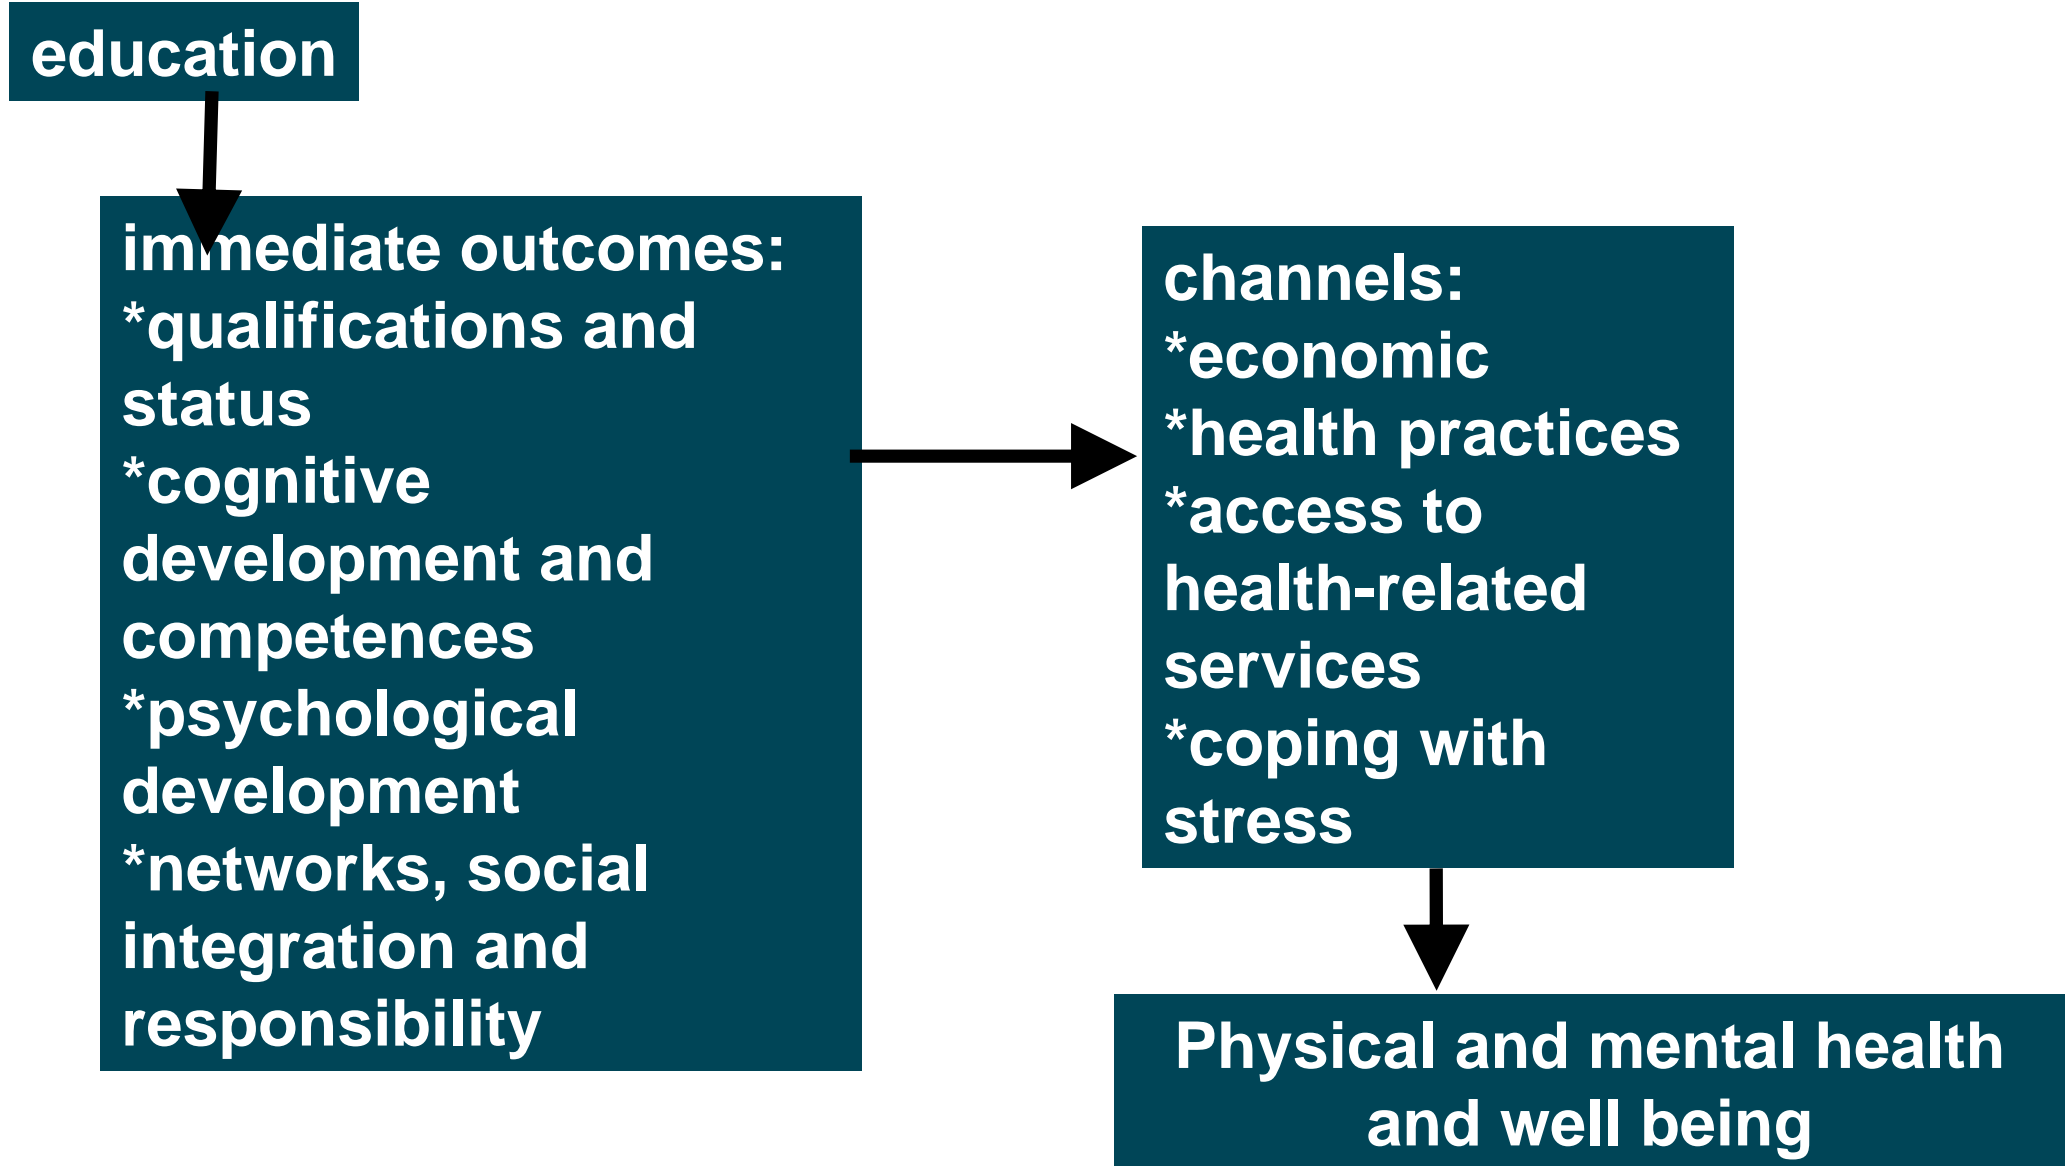 education
immediate outcomes:
*qualifications and
status
*cognitive
development and
competences
*psychological
development
*networks, social
integration and
responsibility
channels:
*economic
*health practices
*access to
health-related
services
*coping with
stress
Physical and mental health
and well being